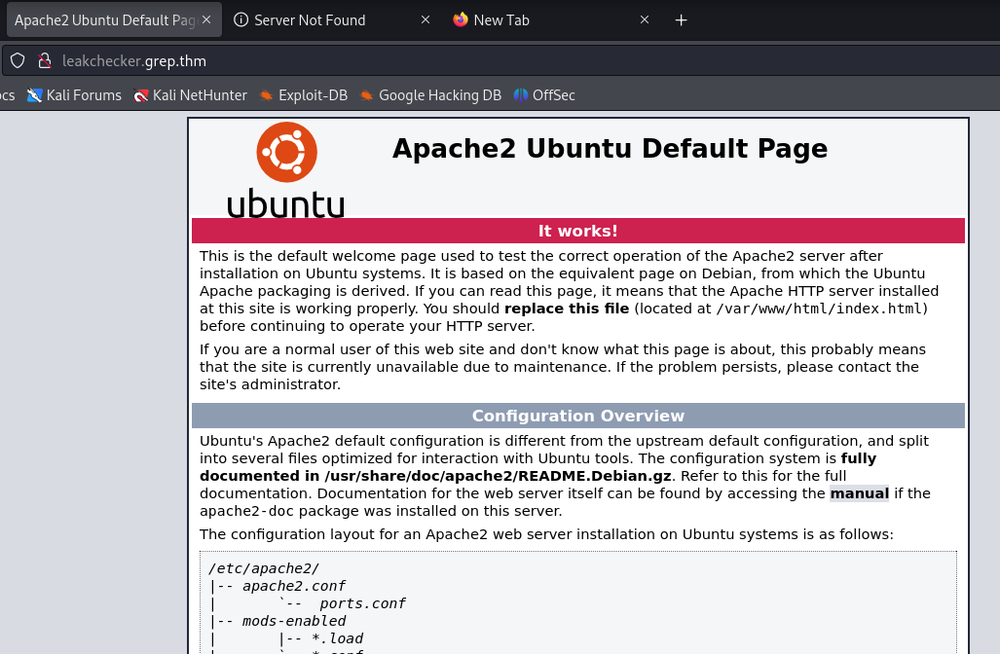 Apache2 Ubuntu Default Pag
Server Not Found
New Tab
leakchecker.grep.thm
ocs
Kali Forums
Kali NetHunter
Exploit-DB
Google Hacking DB
OffSec
ubuntu
Apache2 Ubuntu Default Page
It works!
This is the default welcome page used to test the correct operation of the Apache2 server after
installation on Ubuntu systems. It is based on the equivalent page on Debian, from which the Ubuntu
Apache packaging is derived. If you can read this page, it means that the Apache HTTP server installed
at this site is working properly. You should replace this file (located at /var/www/html/index.html)
before continuing to operate your HTTP server.
If you are a normal user of this web site and don't know what this page is about, this probably means
that the site is currently unavailable due to maintenance. If the problem persists, please contact the
site's administrator.
Configuration Overview
Ubuntu's Apache2 default configuration is different from the upstream default configuration, and split
into several files optimized for interaction with Ubuntu tools. The configuration system is fully
documented in /usr/share/doc/apache2/README.Debian.gz. Refer to this for the full
documentation. Documentation for the web server itself can be found by accessing the manual if the
apache2-doc package was installed on this server.
The configuration layout for an Apache2 web server installation on Ubuntu systems is as follows:
/etc/apache2/
|-- apache2.conf
|       `--  ports.conf
|-- mods-enabled
|       |-- *.load
|       `-- *.conf